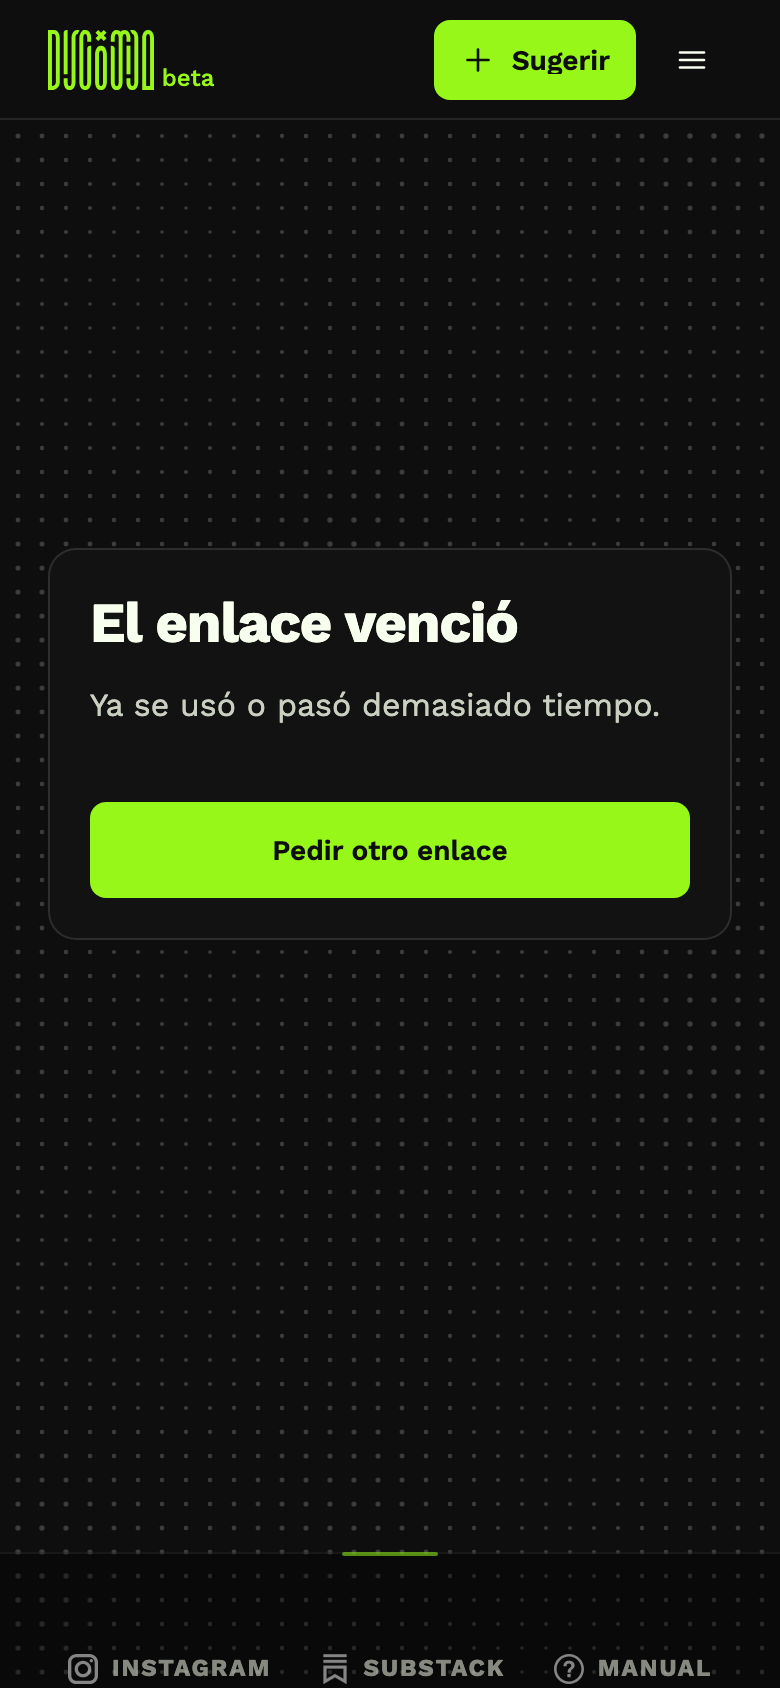 beta
Sugerir
El enlace venció
Ya se usó o pasó demasiado tiempo.
Pedir otro enlace
INSTAGRAM SUBSTACK MANUAL